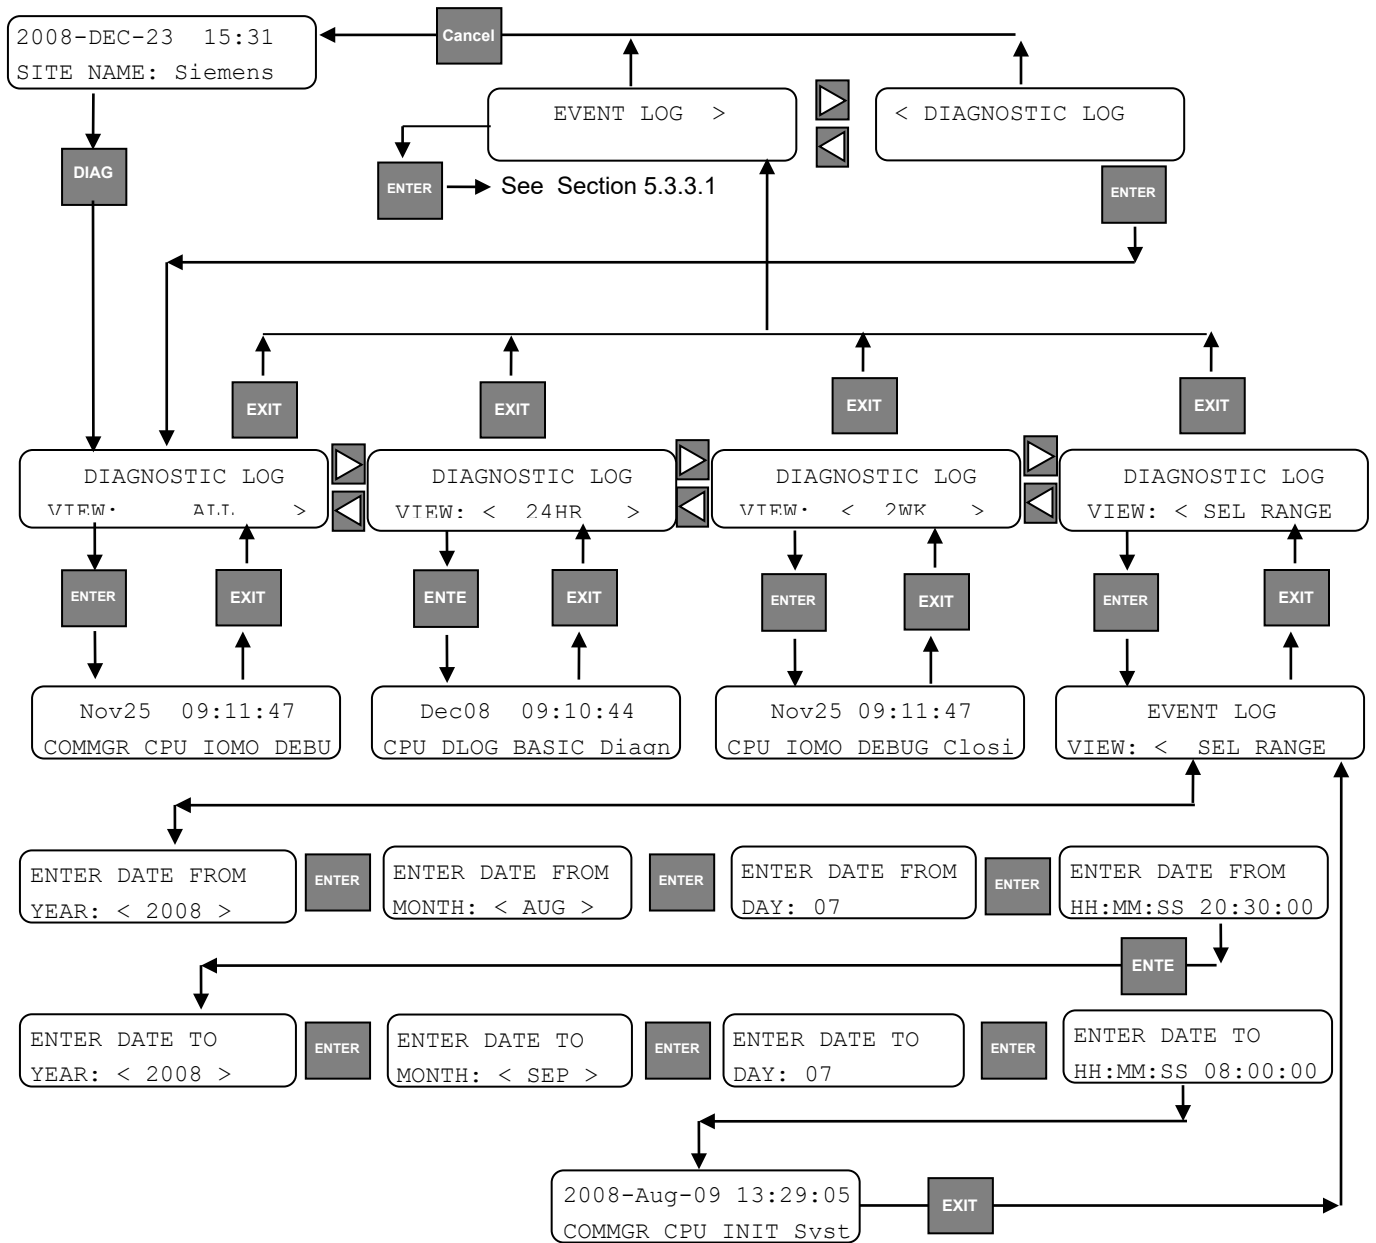 2008-DEC-23 15:31
SITE NAME: Siemens
Cancel
EVENT LOG >
< DIAGNOSTIC LOG
DIAG
ENTER
See Section 5.3.3.1
ENTER
EXIT
EXIT
EXIT
EXIT
DIAGNOSTIC LOG
VIEW: ALL >
DIAGNOSTIC LOG
VIEW: < 24HR >
DIAGNOSTIC LOG
VIEW: < 2WK >
DIAGNOSTIC LOG
VIEW: < SEL RANGE
ENTER
EXIT
ENTE
EXIT
ENTER
EXIT
ENTER
EXIT
Nov25 09:11:47
COMMGR CPU IOMO DEBU
Dec08 09:10:44
CPU DLOG BASIC Diagn
Nov25 09:11:47
CPU IOMO DEBUG Closi
EVENT LOG
VIEW: < SEL RANGE
ENTER DATE FROM
YEAR: < 2008 >
ENTER
ENTER DATE FROM
MONTH: < AUG >
ENTER
ENTER DATE FROM
DAY: 07
ENTER
ENTER DATE FROM
HH:MM:SS 20:30:00
ENTE
ENTER DATE TO
YEAR: < 2008 >
ENTER
ENTER DATE TO
MONTH: < SEP >
ENTER
ENTER DATE TO
DAY: 07
ENTER
ENTER DATE TO
HH:MM:SS 08:00:00
2008-Aug-09 13:29:05
COMMGR CPU INIT Syst
EXIT